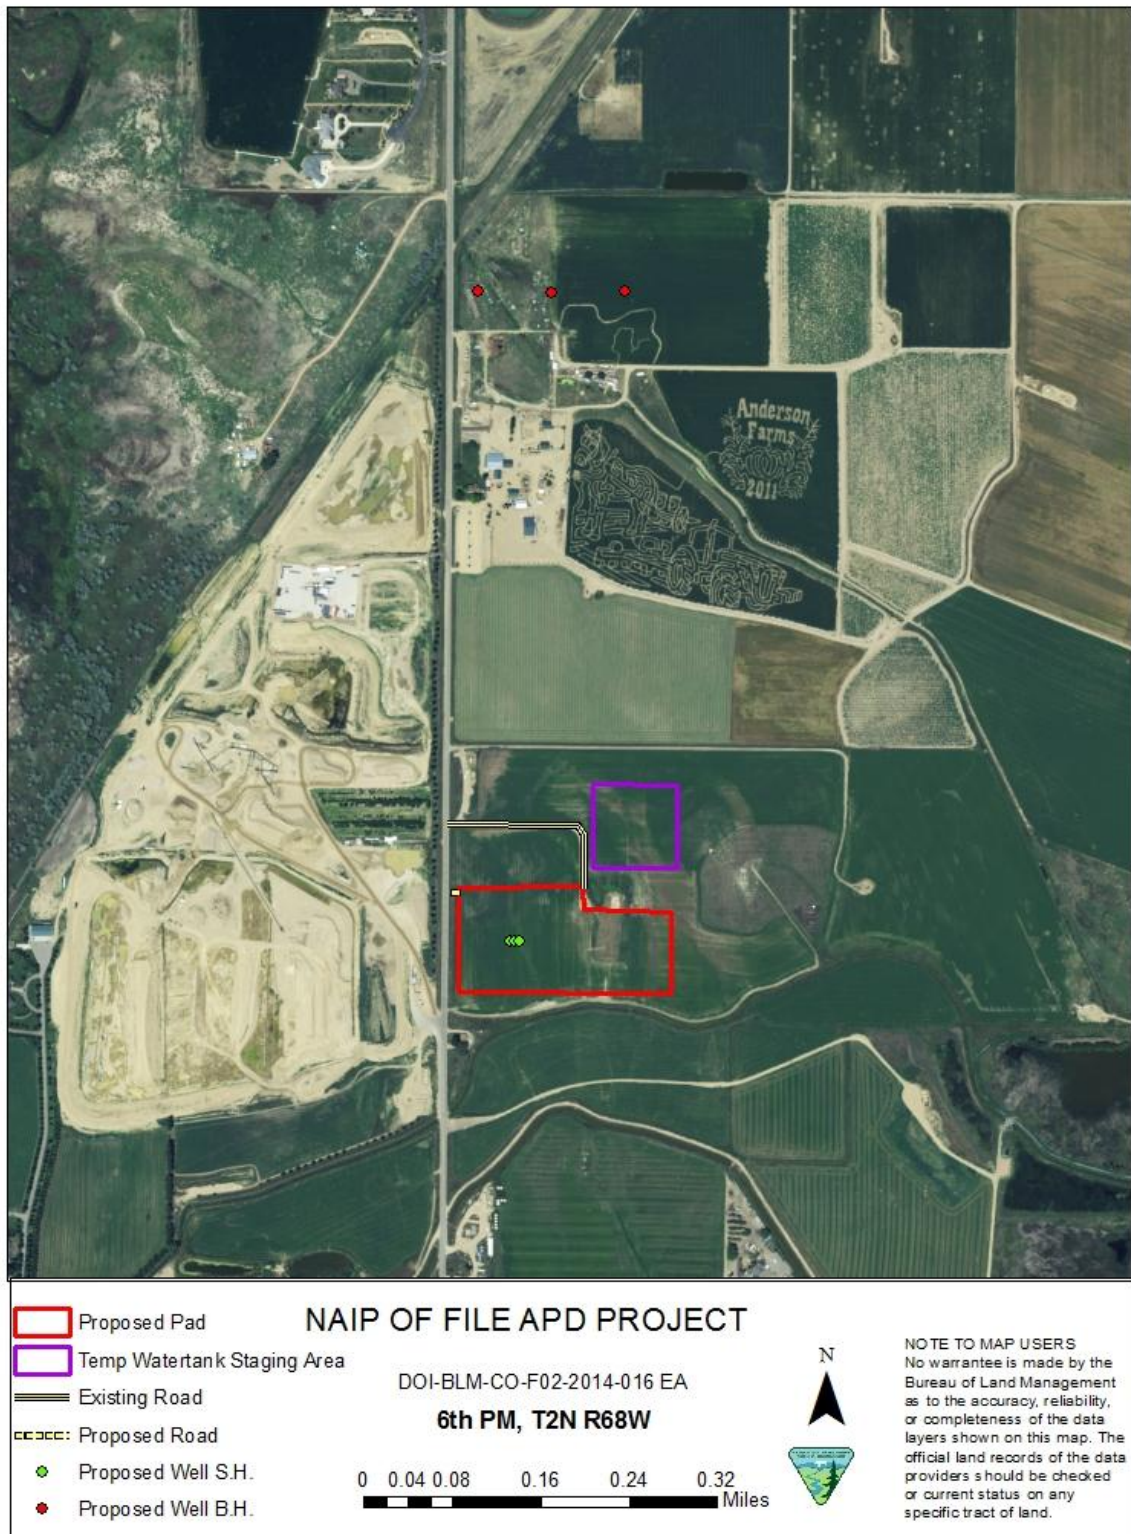 Anderson
Farms
2011
Proposed Pad
Temp Watertank Staging Area
Existing Road
Proposed Road
Proposed Well S.H.
Proposed Well B.H.
NAIP OF FILE APD PROJECT
DOI-BLM-CO-F02-2014-016 EA
6th PM, T2N R68W
0 0.04 0.08 0.16 0.24 0.32
Miles
N
NOTE TO MAP USERS
No warrantee is made by the
Bureau of Land Management
as to the accuracy, reliability,
or completeness of the data
layers shown on this map. The
official land records of the data
providers should be checked
or current status on any
specific tract of land.